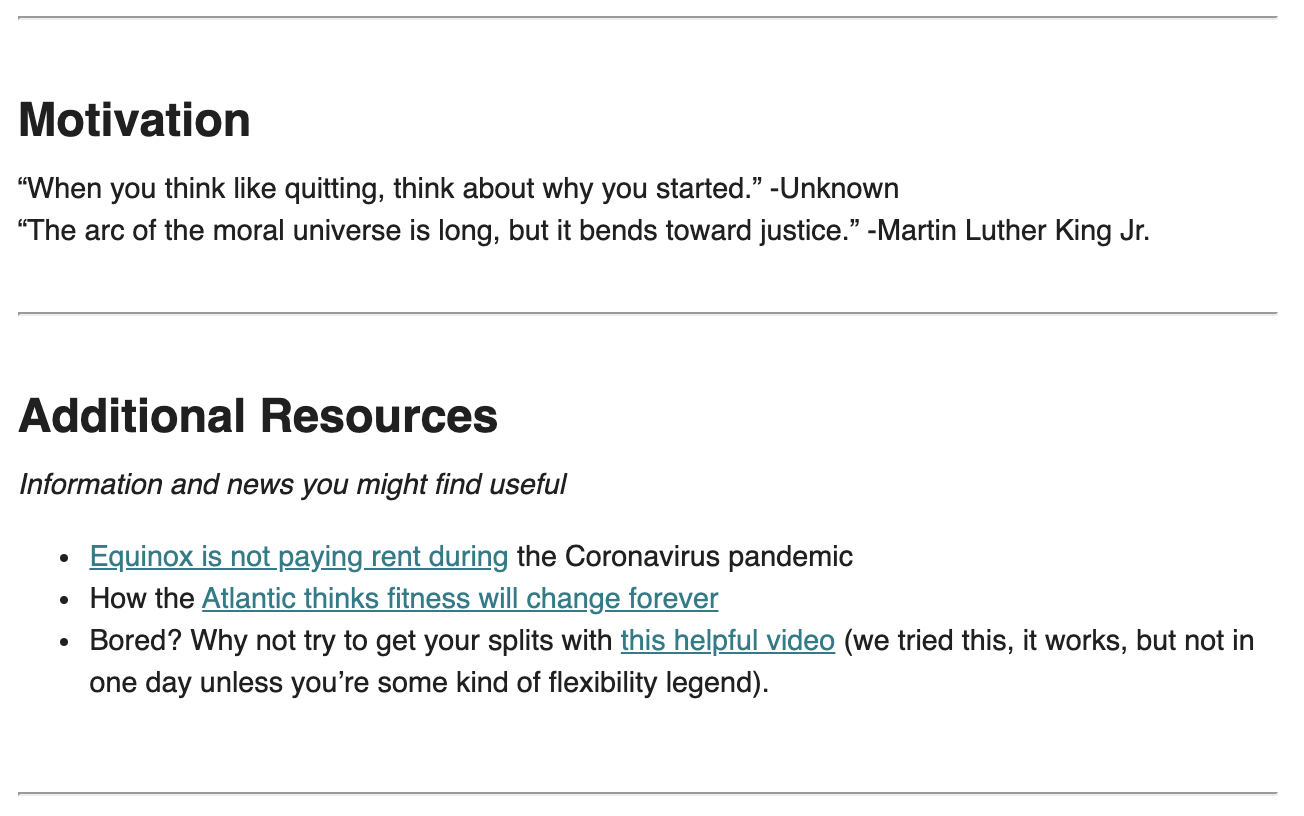 Motivation
“When you think like quitting, think about why you started.” -Unknown
“The arc of the moral universe is long, but it bends toward justice.” -Martin Luther King Jr.
Additional Resources
Information and news you might find useful
• Equinox is not paying rent during the Coronavirus pandemic
• How the Atlantic thinks fitness will change forever
• Bored? Why not try to get your splits with this helpful video (we tried this, it works, but not in
one day unless you’re some kind of flexibility legend).